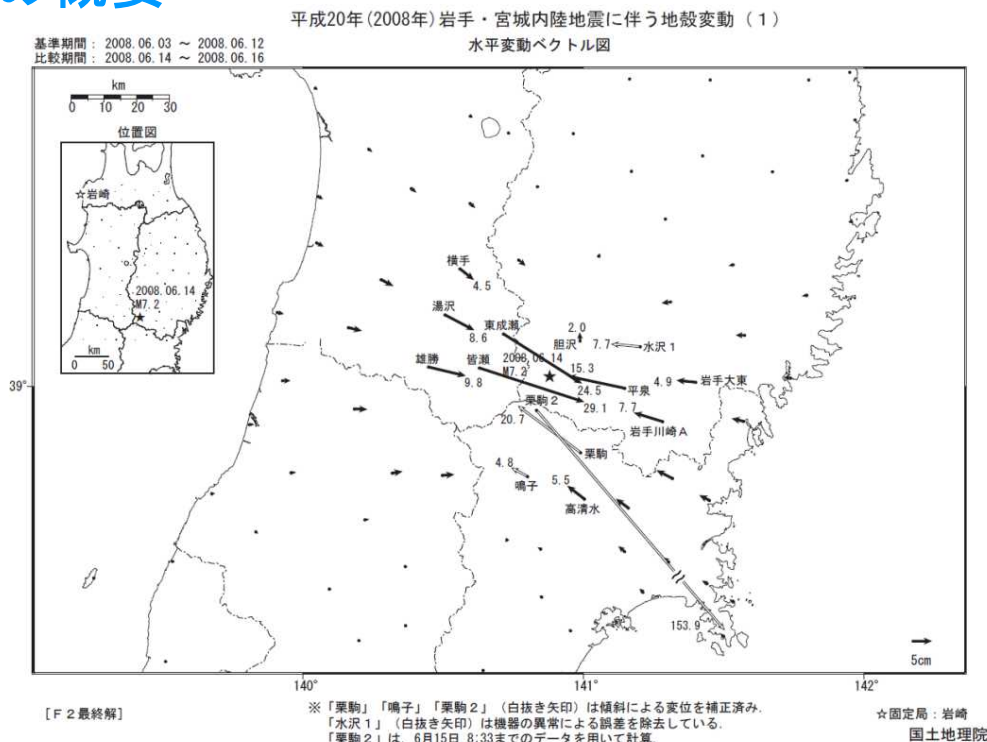 の概要
平成20年(2008年)岩手・宮城内陸地震に伴う地殻変動（１）
水平変動ベクトル図
基準期間： 2008.06.03 ～ 2008.06.12
比較期間： 2008.06.14 ～ 2008.06.16
km
0 10 20 30
位置図
☆岩崎
2008.06.14
M7.2
km
0 50
横手
4.5
湯沢
8.6
東成瀬
2.0
胆沢
7.7
水沢１
雄勝
9.8
皆瀬
2008.06.14
M7.2
15.3
24.5
平泉
4.9
岩手大東
39°
29.1
7.7
岩手川崎Ａ
栗駒２
20.7
栗駒
4.8
鳴子
5.5
高清水
153.9
5cm
140°
141°
142°
[Ｆ２最終解]
※「栗駒」「鳴子」「栗駒２」（白抜き矢印）は傾斜による変位を補正済み.
「水沢１」（白抜き矢印）は機器の異常による誤差を除去している.
「栗駒２」は、6月15日 8:33までのデータを用いて計算.
☆固定局：岩崎
国土地理院